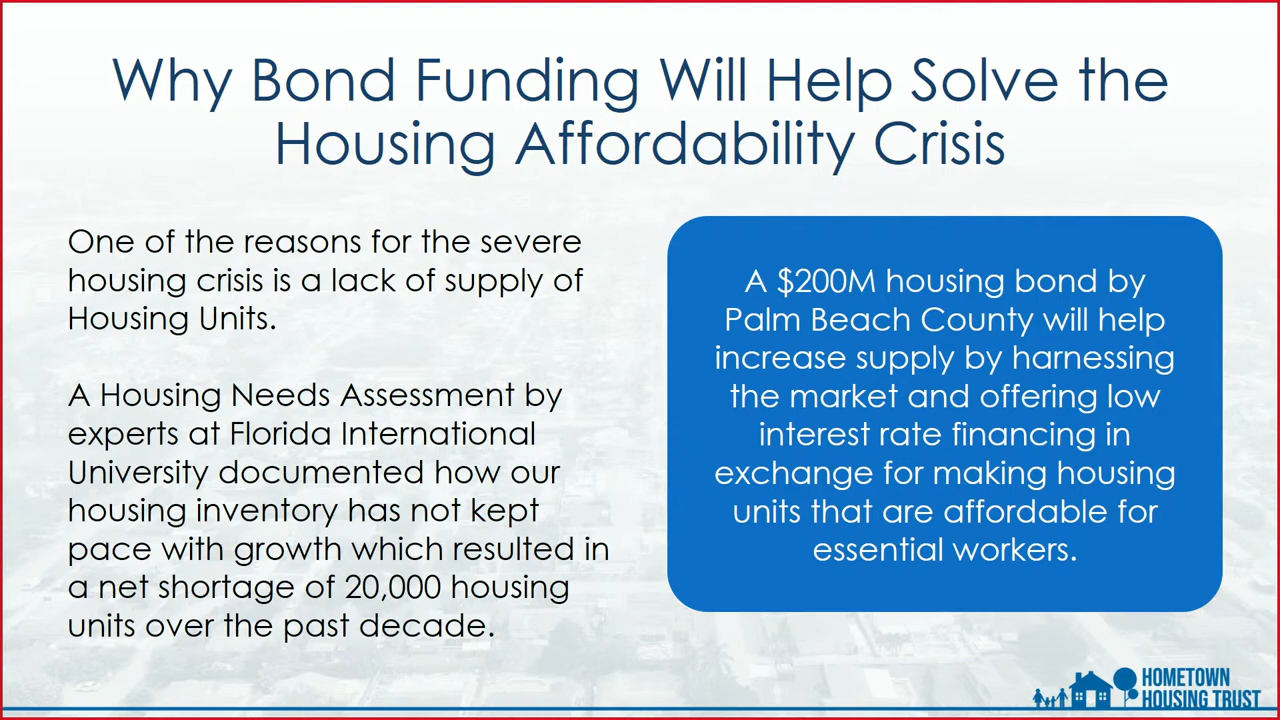 Why Bond Funding Will Help Solve the
Housing Affordability Crisis
One of the reasons for the severe
housing crisis is a lack of supply of
Housing Units.
A Housing Needs Assessment by
experts at Florida International
University documented how our
housing inventory has not kept
pace with growth which resulted in
a net shortage of 20,000 housing
units over the past decade.
A $200M housing bond by
Palm Beach County will help
increase supply by harnessing
the market and offering low
interest rate financing in
exchange for making housing
units that are affordable for
essential workers.
HOMETOWN
HOUSING TRUST